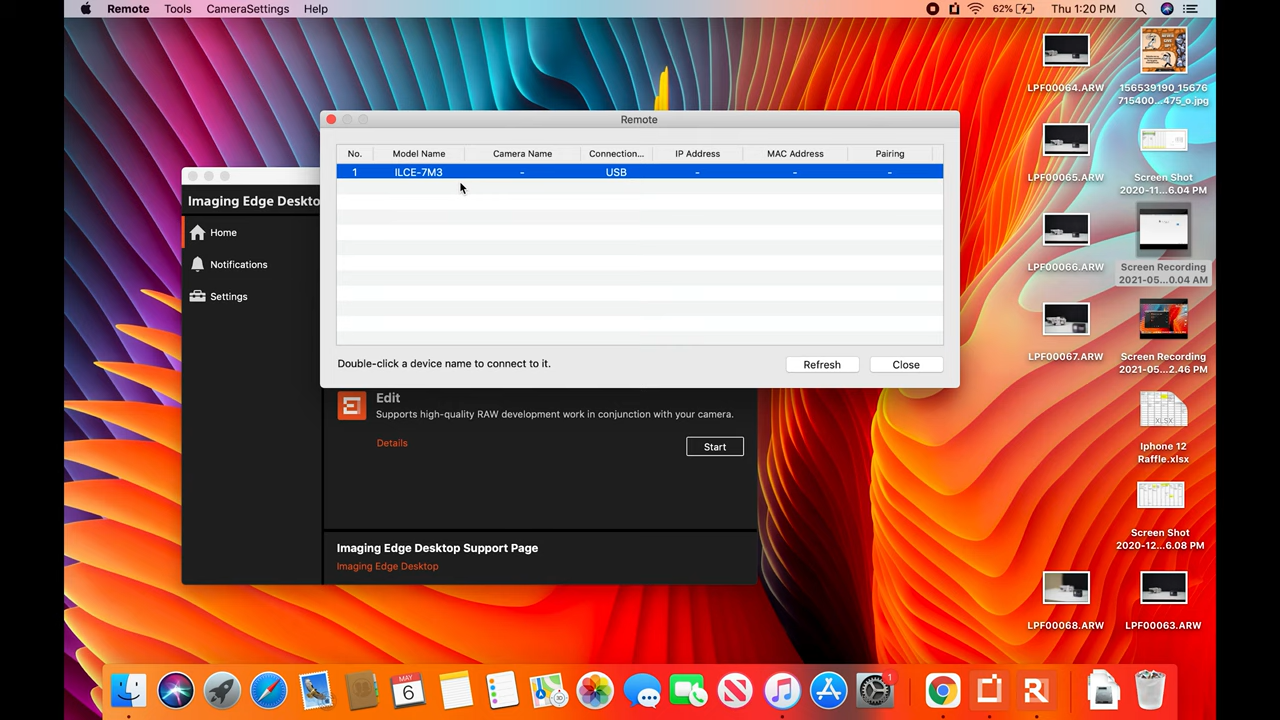 Remote Tools CameraSettings Help 62% Thu 1:20 PM
LPF00064.ARW
156539190_15676
715400...475_o.jpg
Remote
No. Model Name Camera Name Connection... IP Address MAC Address Pairing
1 ILCE-7M3 - USB - - -
Double-click a device name to connect to it.
Refresh
Close
Imaging Edge Deskto
Home
Notifications
Settings
Edit
Supports high-quality RAW development work in conjunction with your camera.
Details
Start
Imaging Edge Desktop Support Page
Imaging Edge Desktop
LPF00065.ARW
Screen Shot
2020-11...6.04 PM
LPF00066.ARW
Screen Recording
2021-05...0.04 AM
LPF00067.ARW
Screen Recording
2021-05...2.46 PM
XLSX
Iphone 12
Raffle.xlsx
Screen Shot
2020-12...6.08 PM
LPF00068.ARW
LPF00063.ARW
MAY
6
1